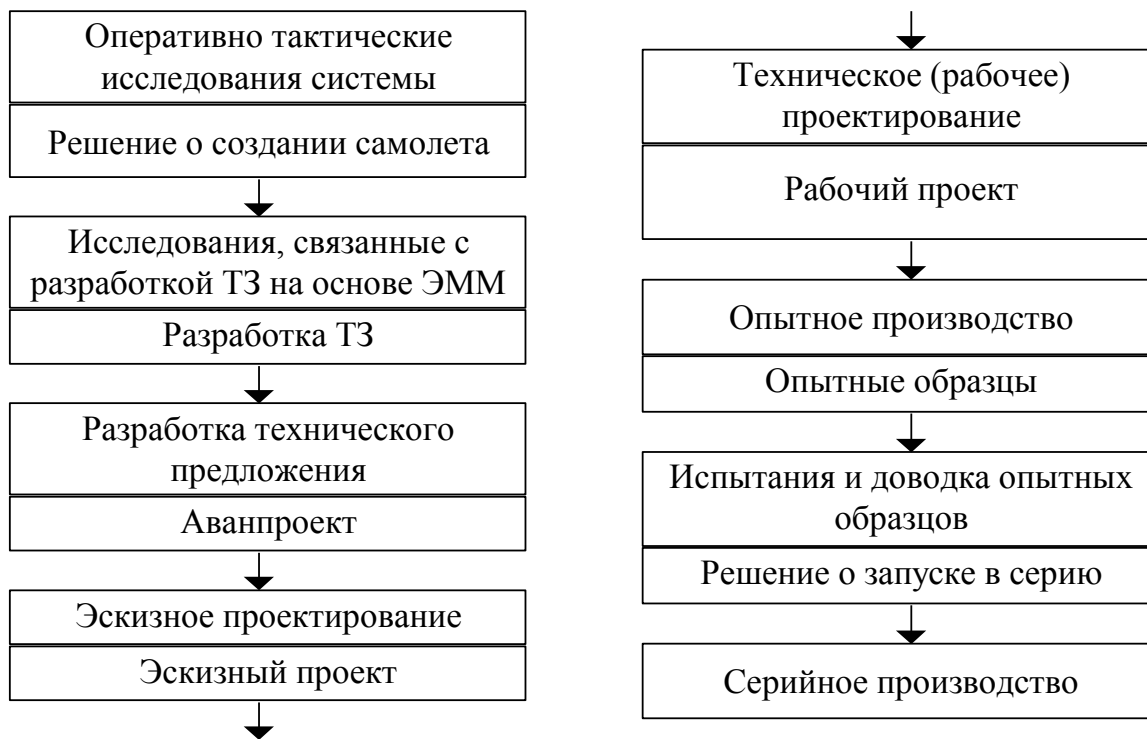 Оперативно тактические
исследования системы
Решение о создании самолета
Исследования, связанные с
разработкой ТЗ на основе ЭММ
Разработка ТЗ
Разработка технического
предложения
Аванпроект
Эскизное проектирование
Эскизный проект
Техническое (рабочее)
проектирование
Рабочий проект
Опытное производство
Опытные образцы
Испытания и доводка опытных
образцов
Решение о запуске в серию
Серийное производство